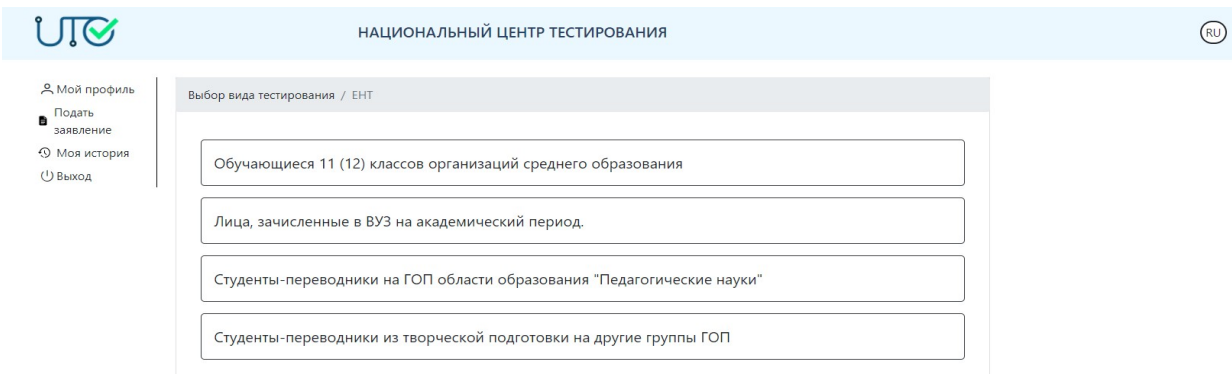 UTO
НАЦИОНАЛЬНЫЙ ЦЕНТР ТЕСТИРОВАНИЯ
RU
Мой профиль
Подать
заявление
Моя история
Выход
Выбор вида тестирования / ЕНТ
Обучающиеся 11 (12) классов организаций среднего образования
Лица, зачисленные в ВУЗ на академический период.
Студенты-переводники на ГОП области образования "Педагогические науки"
Студенты-переводники из творческой подготовки на другие группы ГОП